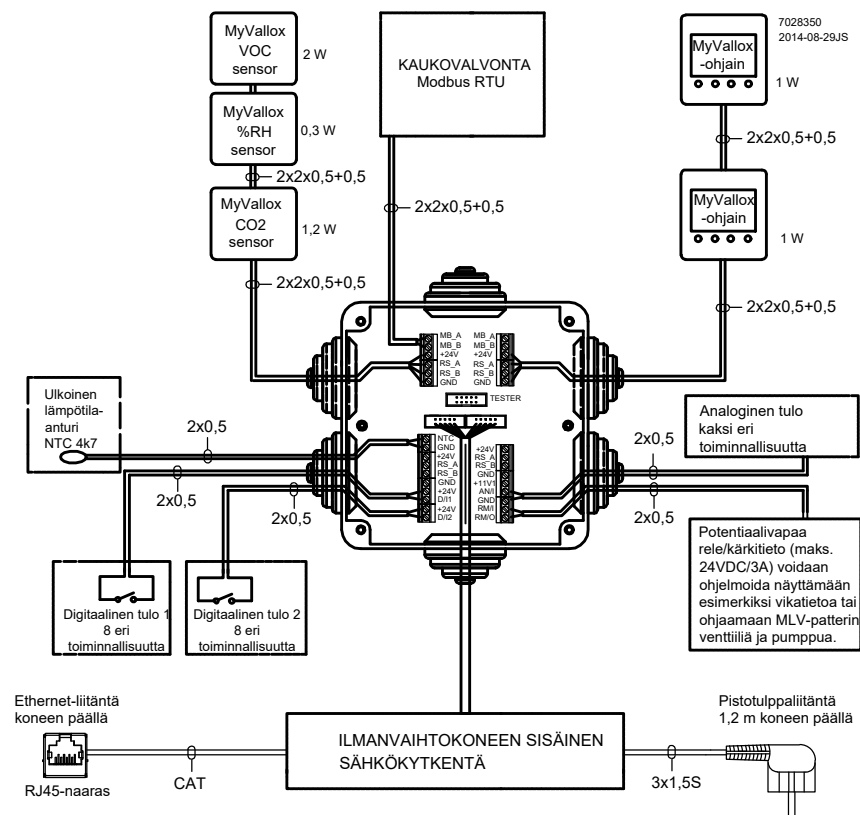 MyVallox
VOC
sensor
2 W
KAUKOVALVONTA
Modbus RTU
MyVallox
-ohjain
7028350
2014-08-29JS
1 W
MyVallox
%RH
sensor
0,3 W
2x2x0,5+0,5
2x2x0,5+0,5
2x2x0,5+0,5
MyVallox
CO2
sensor
1,2 W
MyVallox
-ohjain
1 W
2x2x0,5+0,5
2x2x0,5+0,5
MB_A
MB_B
+24V
RS_A
RS_B
GND
MB_A
MB_B
+24V
RS_A
RS_B
GND
TESTER
Ulkoinen
lämpötila-
anturi
NTC 4k7
2x0,5
2x0,5
2x0,5
NTC
GND
+24V
RS_A
RS_B
GND
+24V
D/I1
+24V
D/I2
+24V
RS_A
RS_B
GND
+11V1
AN/I
GND
RM/I
RM/O
2x0,5
2x0,5
Analoginen tulo
kaksi eri
toiminnallisuutta
Potentiaalivapaa
rele/kärkitieto (maks.
24VDC/3A) voidaan
ohjelmoida näyttämään
esimerkiksi vikatietoa tai
ohjaamaan MLV-patterin
venttiiliä ja pumppua.
Digitaalinen tulo 1
8 eri
toiminnallisuutta
Digitaalinen tulo 2
8 eri
toiminnallisuutta
Ethernet-liitäntä
koneen päällä
RJ45-naaras
CAT
ILMANVAIHTOKONEEN SISÄINEN
SÄHKÖKYTKENTÄ
3x1,5S
Pistotulppaliitäntä
1,2 m koneen päällä